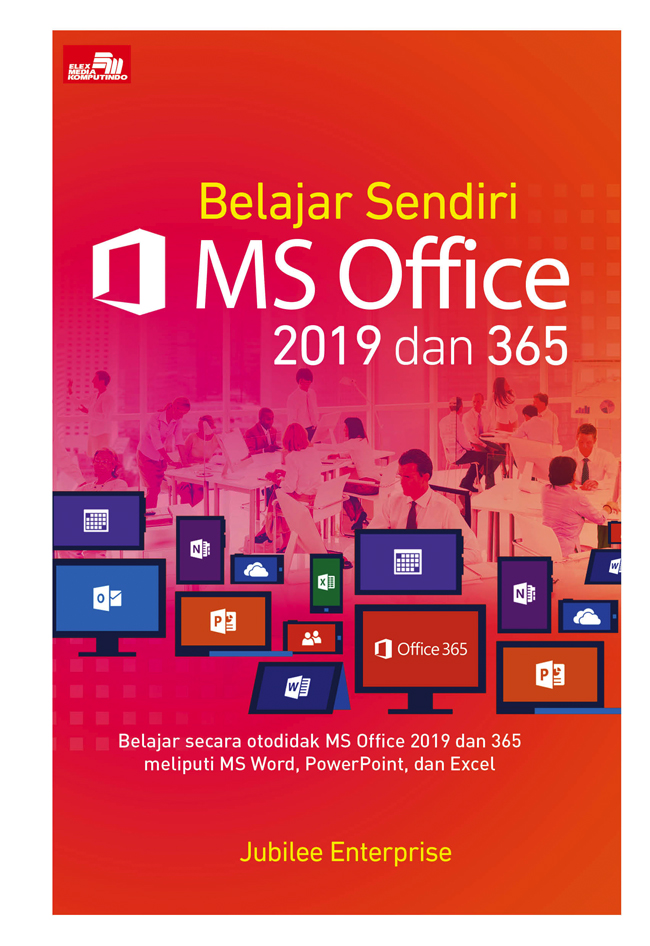 ELEX
MEDIA
KOMPUTINDO
Belajar Sendiri
MS Office
2019 dan 365
N
O
X
P
W
Office 365
N
W
P
Belajar secara otodidak MS Office 2019 dan 365
meliputi MS Word, PowerPoint, dan Excel
Jubilee Enterprise